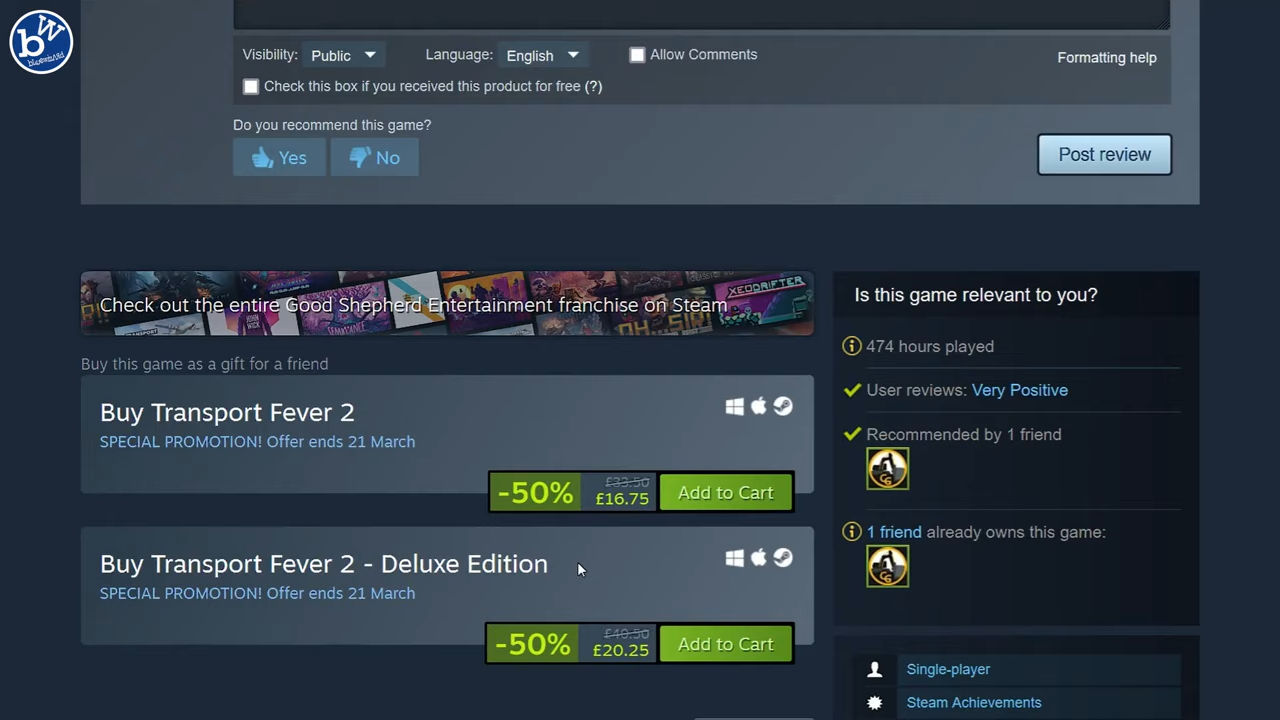 bW
bluewizard
Visibility: Public
Language: English
Allow Comments
Formatting help
Check this box if you received this product for free (?)
Do you recommend this game?
Yes
No
Post review
Check out the entire Good Shepherd Entertainment franchise on Steam
XEODRIFTER
Buy this game as a gift for a friend
Buy Transport Fever 2
SPECIAL PROMOTION! Offer ends 21 March
-50%
£33.50
£16.75
Add to Cart
Buy Transport Fever 2 - Deluxe Edition
SPECIAL PROMOTION! Offer ends 21 March
-50%
£40.50
£20.25
Add to Cart
Is this game relevant to you?
474 hours played
User reviews: Very Positive
Recommended by 1 friend
1 friend already owns this game:
Single-player
Steam Achievements